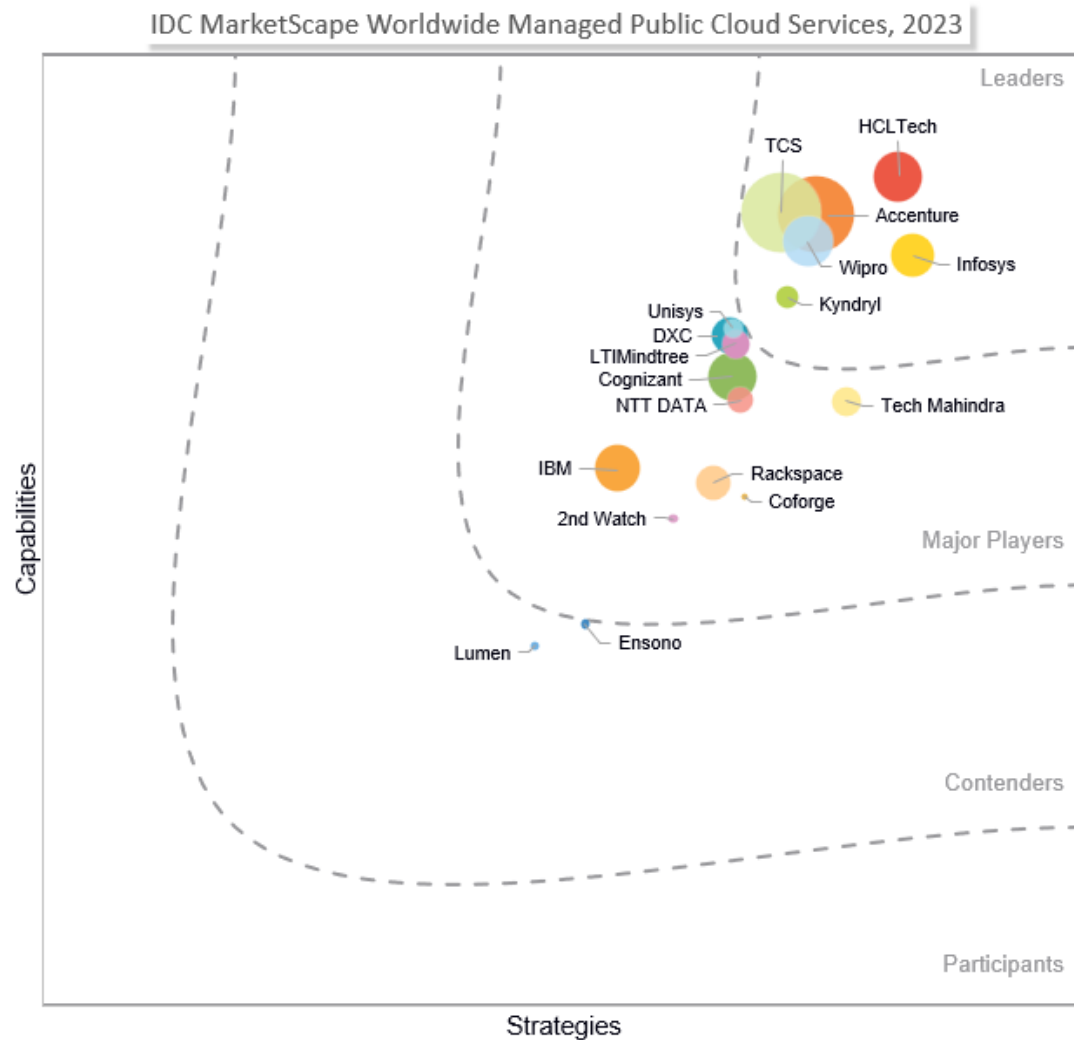 IDC MarketScape Worldwide Managed Public Cloud Services, 2023
Leaders
HCLTech
TCS
Accenture
Wipro
Infosys
Kyndryl
Unisys
DXC
LTIMindtree
Cognizant
NTT DATA
Tech Mahindra
IBM
Rackspace
Coforge
2nd Watch
Major Players
Capabilities
Ensono
Lumen
Contenders
Participants
Strategies